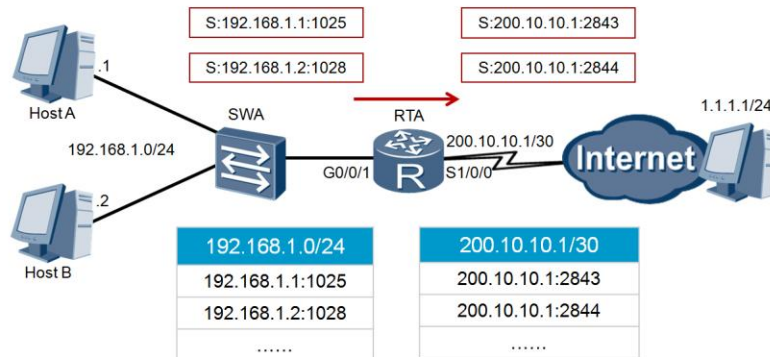 S:192.168.1.1:1025
S:200.10.10.1:2843
S:192.168.1.2:1028
S:200.10.10.1:2844
.1
Host A
SWA
RTA
1.1.1.1/24
192.168.1.0/24
200.10.10.1/30
Internet
G0/0/1
R
S1/0/0
.2
Host B
192.168.1.0/24
200.10.10.1/30
192.168.1.1:1025
200.10.10.1:2843
192.168.1.2:1028
200.10.10.1:2844
......
......